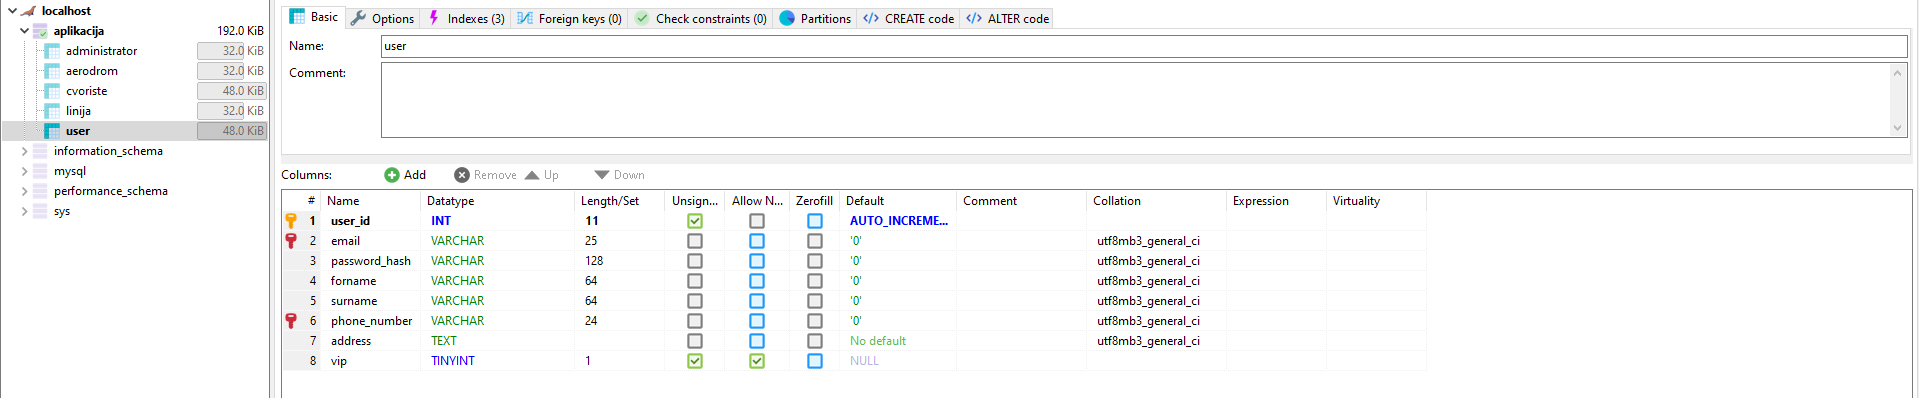 localhost
aplikacija 192.0 KiB
administrator 32.0 KiB
aerodrom 32.0 KiB
cvoriste 48.0 KiB
linija 32.0 KiB
user 48.0 KiB
information_schema
mysql
performance_schema
sys
Basic Options Indexes (3) Foreign keys (0) Check constraints (0) Partitions CREATE code ALTER code
Name: user
Comment:
Columns: Add Remove Up Down
# Name Datatype Length/Set Unsign... Allow N... Zerofill Default Comment Collation Expression Virtuality
1 user_id INT 11 AUTO_INCREME...
2 email VARCHAR 25 '0' utf8mb3_general_ci
3 password_hash VARCHAR 128 '0' utf8mb3_general_ci
4 forname VARCHAR 64 '0' utf8mb3_general_ci
5 surname VARCHAR 64 '0' utf8mb3_general_ci
6 phone_number VARCHAR 24 '0' utf8mb3_general_ci
7 address TEXT No default utf8mb3_general_ci
8 vip TINYINT 1 NULL